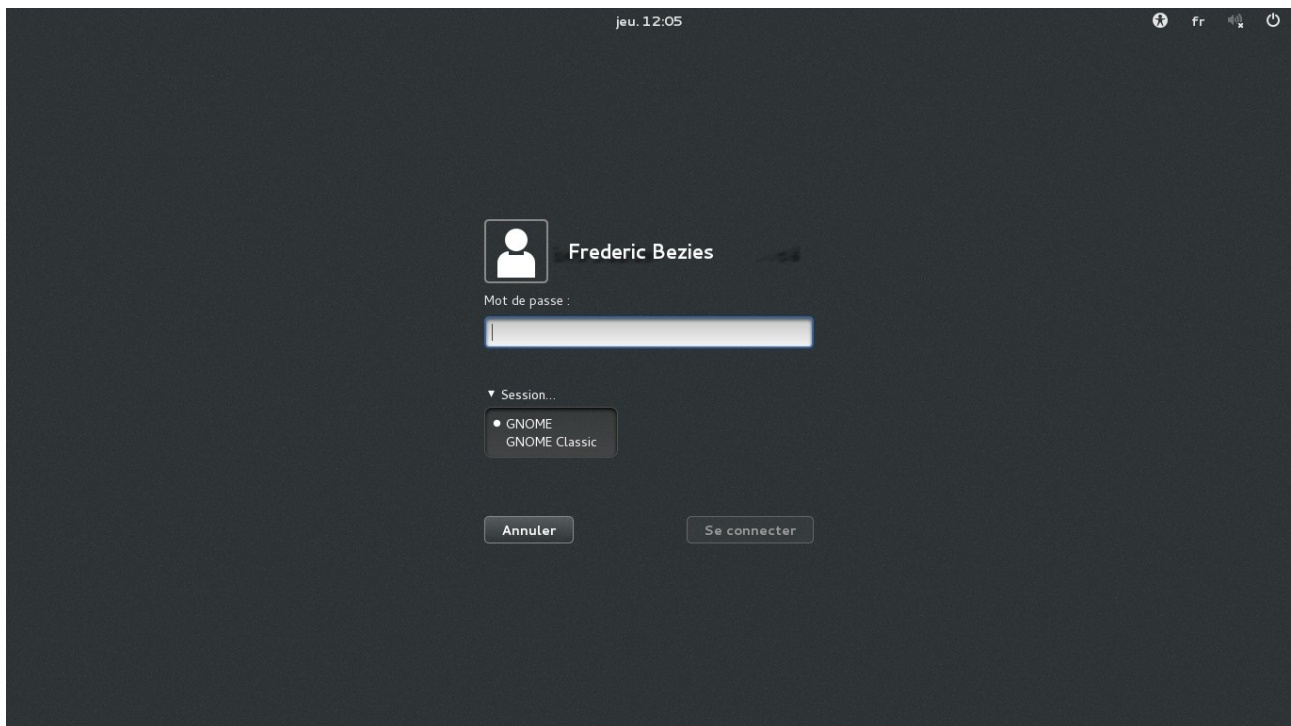 jeu. 12:05
fr
Frederic Bezies
Mot de passe :
Session...
GNOME
GNOME Classic
Annuler
Se connecter